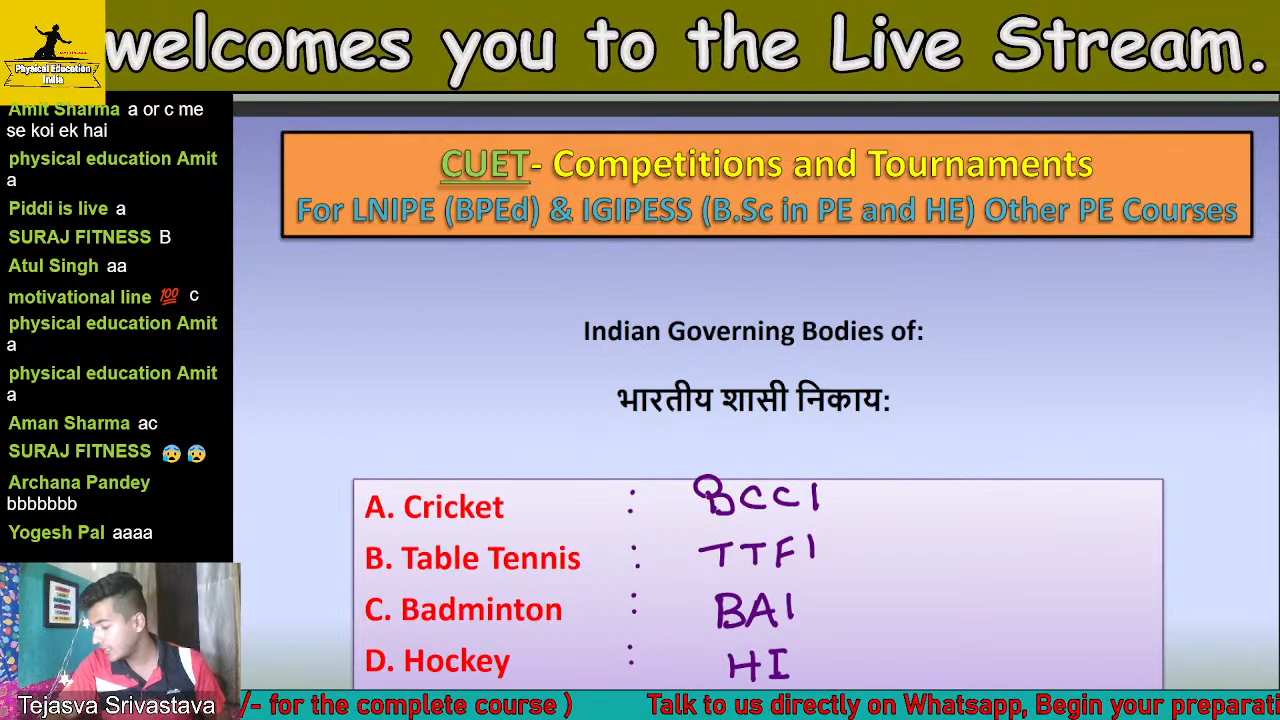 welcomes you to the Live Stream.
Physical Education
India
Amit Sharma a or c me
se koi ek hai
physical education Amit
a
Piddi is live a
SURAJ FITNESS B
Atul Singh aa
motivational line 💯 c
physical education Amit
a
physical education Amit
a
Aman Sharma ac
SURAJ FITNESS 😰 😰
Archana Pandey
bbbbbbb
Yogesh Pal aaaa
CUET- Competitions and Tournaments
For LNIPE (BPEd) & IGIPESS (B.Sc in PE and HE) Other PE Courses
Indian Governing Bodies of:
भारतीय शासी निकाय:
A. Cricket : BCCI
B. Table Tennis : TTFI
C. Badminton : BAI
D. Hockey : HI
Tejasva Srivastava
/- for the complete course ) Talk to us directly on Whatsapp, Begin your preparati